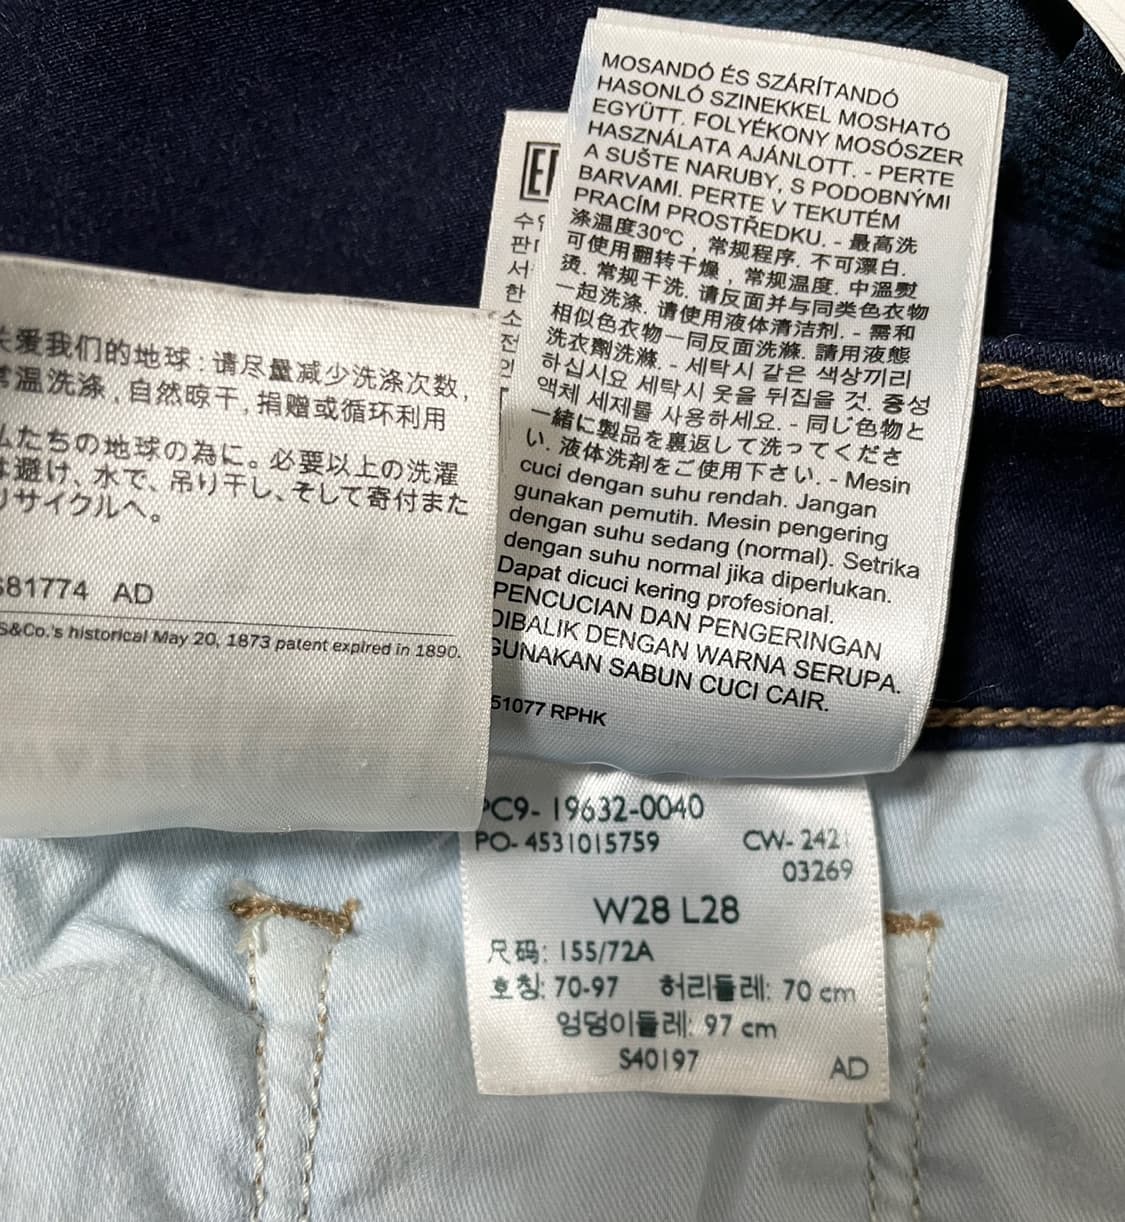 MOSANDÓ ÉS SZÁRÍTANDÓ
HASONLÓ SZINEKKEL MOSHATÓ
EGYÜTT. FOLYÉKONY MOSÓSZER
HASZNÁLATA AJÁNLOTT. - PERTE
A SUŠTE NARUBY, S PODOBNÝMI
BARVAMI. PERTE V TEKUTÉM
PRACÍM PROSTŘEDKU. - 最高洗
涤温度30℃，常规程序. 不可漂白.
可使用翻转干燥，常规温度. 中溫熨
烫. 常规干洗. 请反面并与同类色衣物
一起洗涤. 请使用液体清洁剂. - 需和
相似色衣物一同反面洗滌. 請用液態
洗衣劑洗滌. - 세탁시 같은 색상끼리
하십시요 세탁시 옷을 뒤집을 것. 중성
액체 세제를 사용하세요. - 同じ色物と
一緒に製品を裏返して洗ってくださ
い. 液体洗剤をご使用下さい. - Mesin
cuci dengan suhu rendah. Jangan
gunakan pemutih. Mesin pengering
dengan suhu sedang (normal). Setrika
dengan suhu normal jika diperlukan.
Dapat dicuci kering profesional.
PENCUCIAN DAN PENGERINGAN
DIBALIK DENGAN WARNA SERUPA.
GUNAKAN SABUN CUCI CAIR.
51077 RPHK
수
판
서
한
소
전
인
关爱我们的地球:请尽量减少洗涤次数,
常温洗涤,自然晾干,捐赠或循环利用
私たちの地球の為に。必要以上の洗濯
は避け、水で、吊り干し、そして寄付また
リサイクルへ。
S81774 AD
S&Co.'s historical May 20, 1873 patent expired in 1890.
PC9- 19632-0040
PO- 4531015759 CW- 2421
03269
W28 L28
尺码: 155/72A
호칭: 70-97 허리둘레: 70 cm
엉덩이둘레: 97 cm
S40197 AD